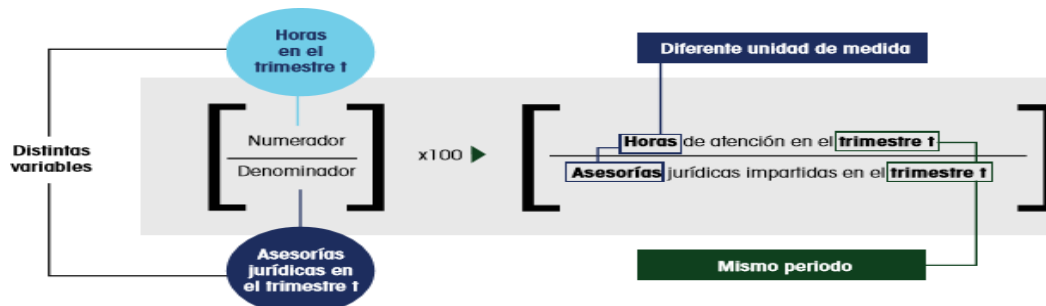 Horas
en el
trimestre t
Diferente unidad de medida
Distintas
variables
Numerador
Denominador
x100
Horas de atención en el trimestre t
Asesorías jurídicas impartidas en el trimestre t
Asesorías
jurídicas en
el trimestre t
Mismo periodo